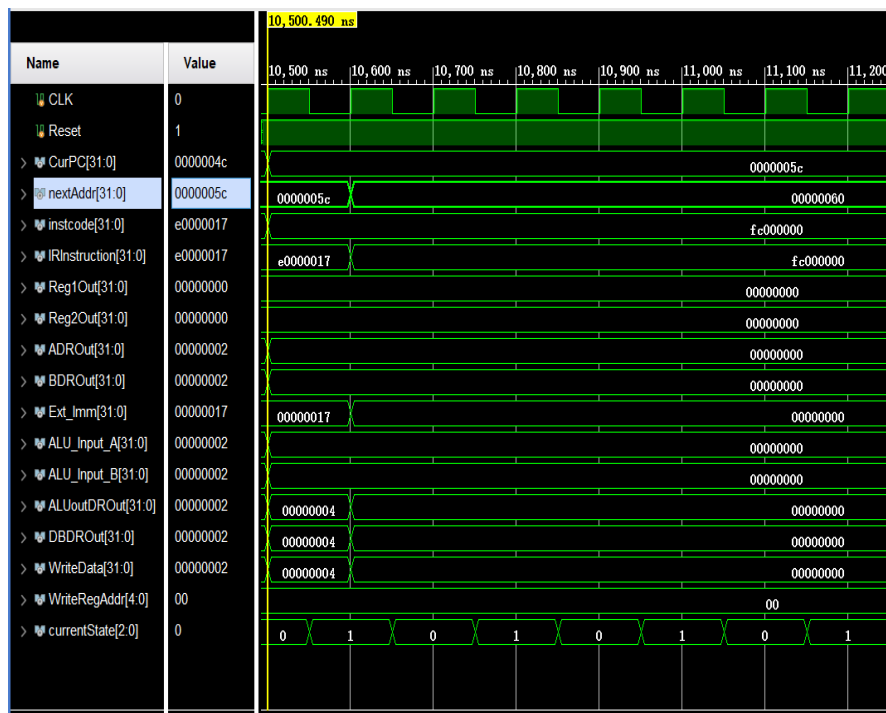 10,500.490 ns
Name Value
10,500 ns 10,600 ns 10,700 ns 10,800 ns 10,900 ns 11,000 ns 11,100 ns 11,200
CLK 0
Reset 1
CurPC[31:0] 0000004c 0000005c
nextAddr[31:0] 0000005c 0000005c 00000060
instcode[31:0] e0000017 fc000000
IRInstruction[31:0] e0000017 e0000017 fc000000
Reg1Out[31:0] 00000000 00000000
Reg2Out[31:0] 00000000 00000000
ADROut[31:0] 00000002 00000000
BDROut[31:0] 00000002 00000000
Ext_Imm[31:0] 00000017 00000017 00000000
ALU_Input_A[31:0] 00000002 00000000
ALU_Input_B[31:0] 00000002 00000000
ALUoutDROut[31:0] 00000002 00000004 00000000
DBDROut[31:0] 00000002 00000004 00000000
WriteData[31:0] 00000002 00000004 00000000
WriteRegAddr[4:0] 00 00
currentState[2:0] 0 0 1 0 1 0 1 0 1